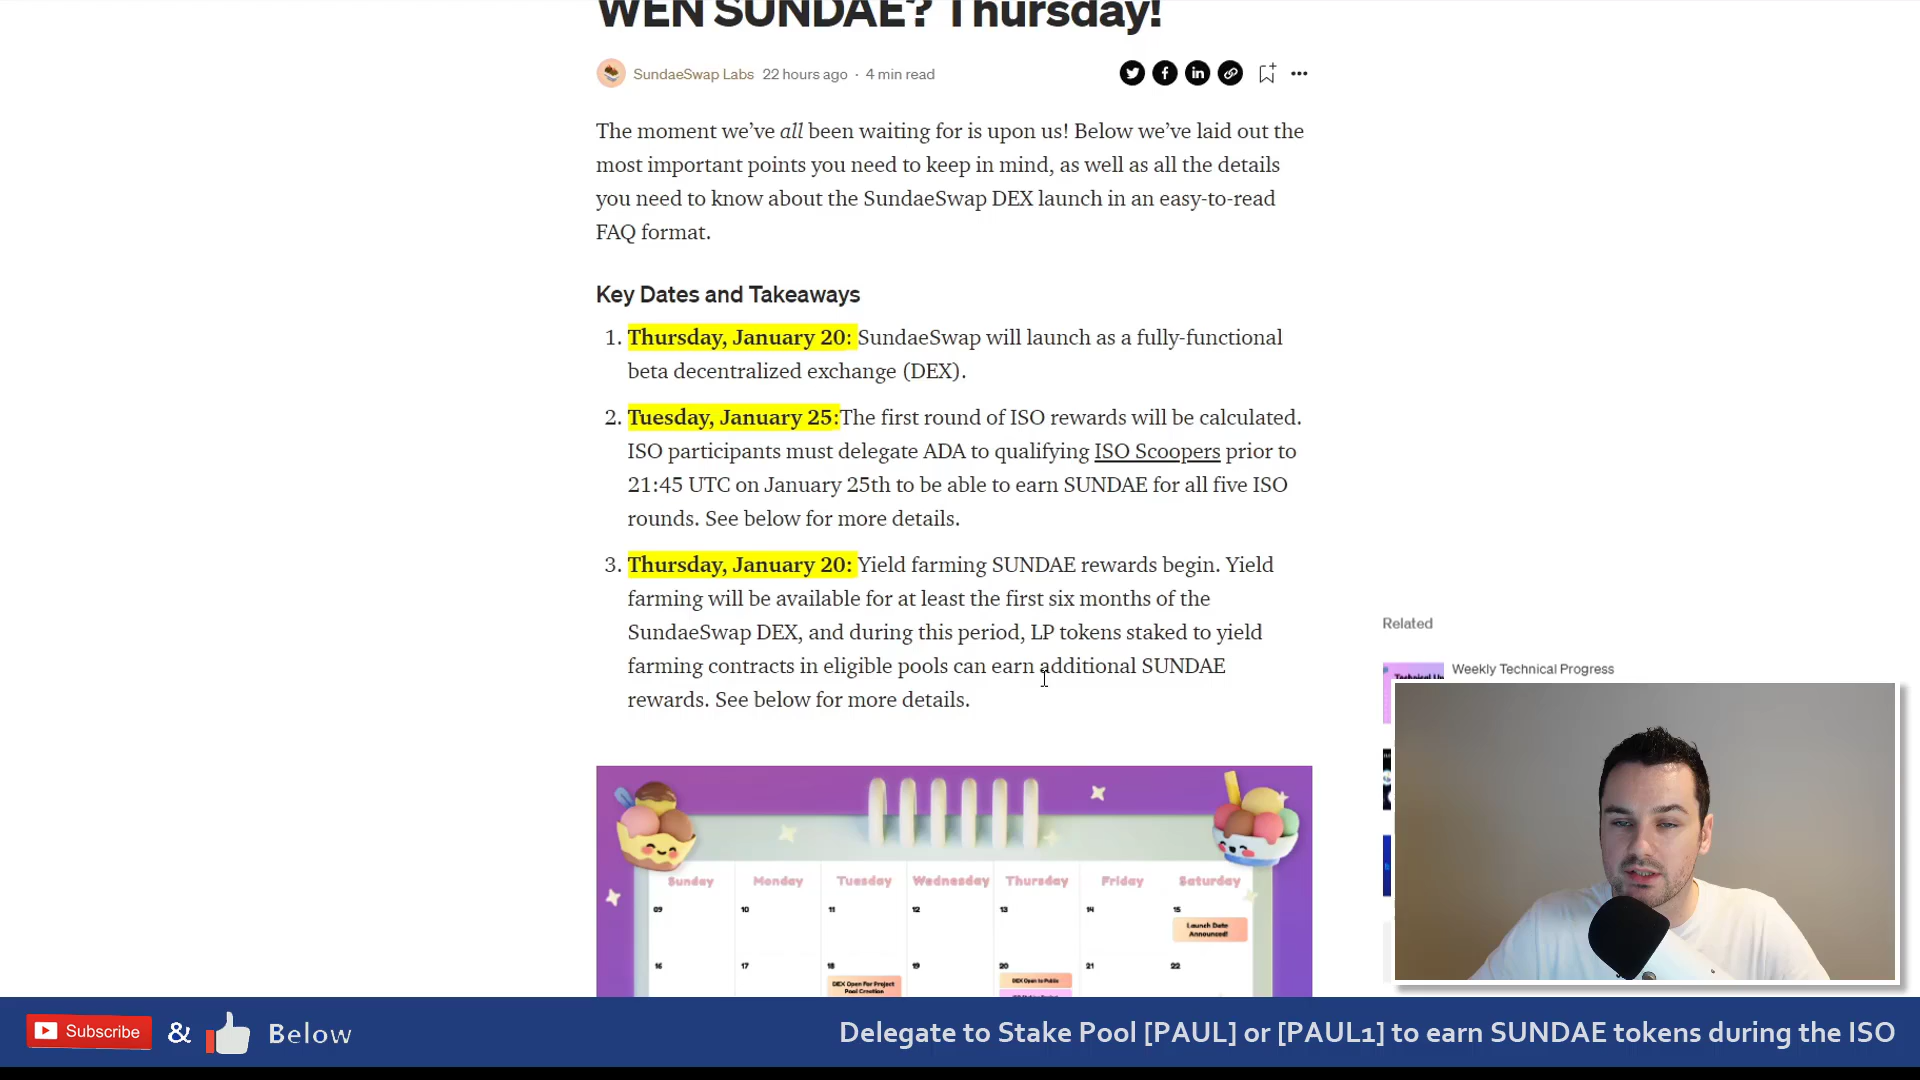 WEN SUNDAE? Thursday!
SundaeSwap Labs 22 hours ago · 4 min read
The moment we've all been waiting for is upon us! Below we've laid out the
most important points you need to keep in mind, as well as all the details
you need to know about the SundaeSwap DEX launch in an easy-to-read
FAQ format.
Key Dates and Takeaways
1. Thursday, January 20: SundaeSwap will launch as a fully-functional
beta decentralized exchange (DEX).
2. Tuesday, January 25:The first round of ISO rewards will be calculated.
ISO participants must delegate ADA to qualifying ISO Scoopers prior to
21:45 UTC on January 25th to be able to earn SUNDAE for all five ISO
rounds. See below for more details.
3. Thursday, January 20: Yield farming SUNDAE rewards begin. Yield
farming will be available for at least the first six months of the
SundaeSwap DEX, and during this period, LP tokens staked to yield
farming contracts in eligible pools can earn additional SUNDAE
rewards. See below for more details.
Related
Weekly Technical Progress
Sunday Monday Tuesday Wednesday Thursday Friday Saturday
09 10 11 12 13 14 15
Launch Date
Announced!
16 17 18 19 20 21 22
DEX Open For Project
Pool Creation
DEX Open to Public
Subscribe & Below
Delegate to Stake Pool [PAUL] or [PAUL1] to earn SUNDAE tokens during the ISO